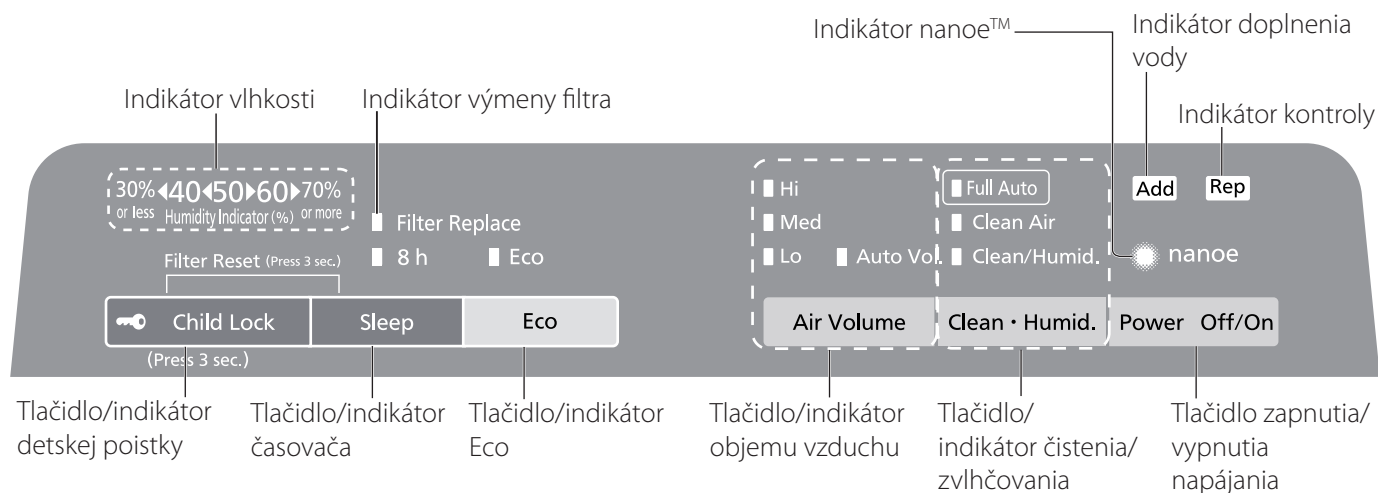 Indikátor nanoe™
Indikátor doplnenia
vody
Indikátor vlhkosti
Indikátor výmeny filtra
Indikátor kontroly
30% 40 50 60 70%
or less Humidity Indicator (%) or more
Filter Replace
8 h Eco
Filter Reset (Press 3 sec.)
Child Lock
Sleep
Eco
(Press 3 sec.)
Hi
Med
Lo Auto Vol.
Full Auto
Clean Air
Clean/Humid.
Add Rep
nanoe
Air Volume
Clean・Humid.
Power Off/On
Tlačidlo/indikátor
detskej poistky
Tlačidlo/indikátor
časovača
Tlačidlo/indikátor
Eco
Tlačidlo/indikátor
objemu vzduchu
Tlačidlo/
indikátor čistenia/
zvlhčovania
Tlačidlo zapnutia/
vypnutia
napájania